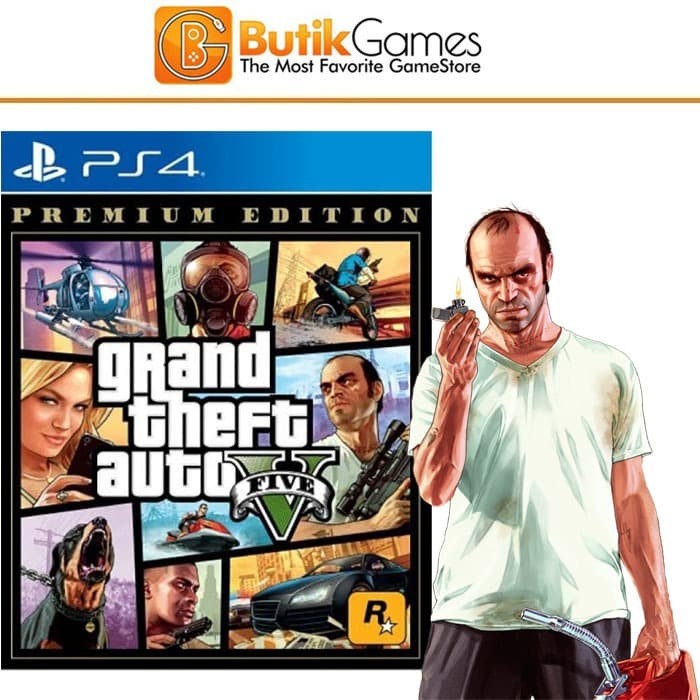 ButikGames
The Most Favorite GameStore
PS4
PREMIUM EDITION
grand
theft
auto
V
FIVE
R